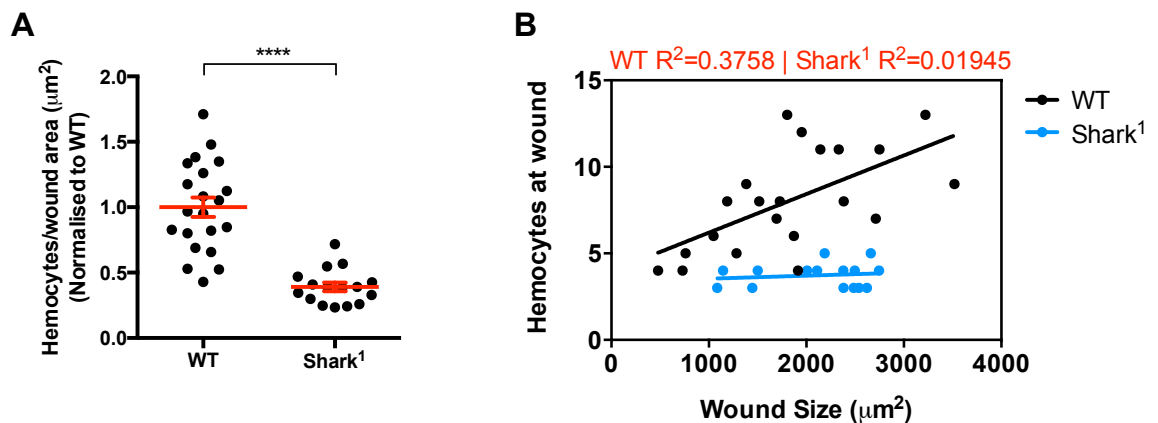 A
****
Hemocytes/wound area (μm²)
(Normalised to WT)
2.0
1.5
1.0
0.5
0.0
WT
Shark¹
B
WT R²=0.3758 | Shark¹ R²=0.01945
Hemocytes at wound
15
10
5
0
0
1000
2000
3000
4000
Wound Size (μm²)
WT
Shark¹